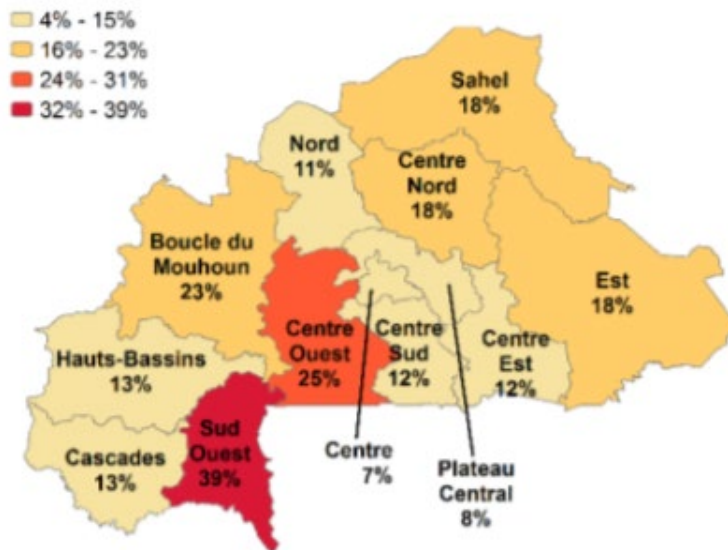 4% - 15%
16% - 23%
24% - 31%
32% - 39%
Sahel
18%
Nord
11%
Centre
Nord
18%
Boucle du
Mouhoun
23%
Est
18%
Centre
Ouest
25%
Centre
Sud
12%
Centre
Est
12%
Hauts-Bassins
13%
Cascades
13%
Sud
Ouest
39%
Centre
7%
Plateau
Central
8%